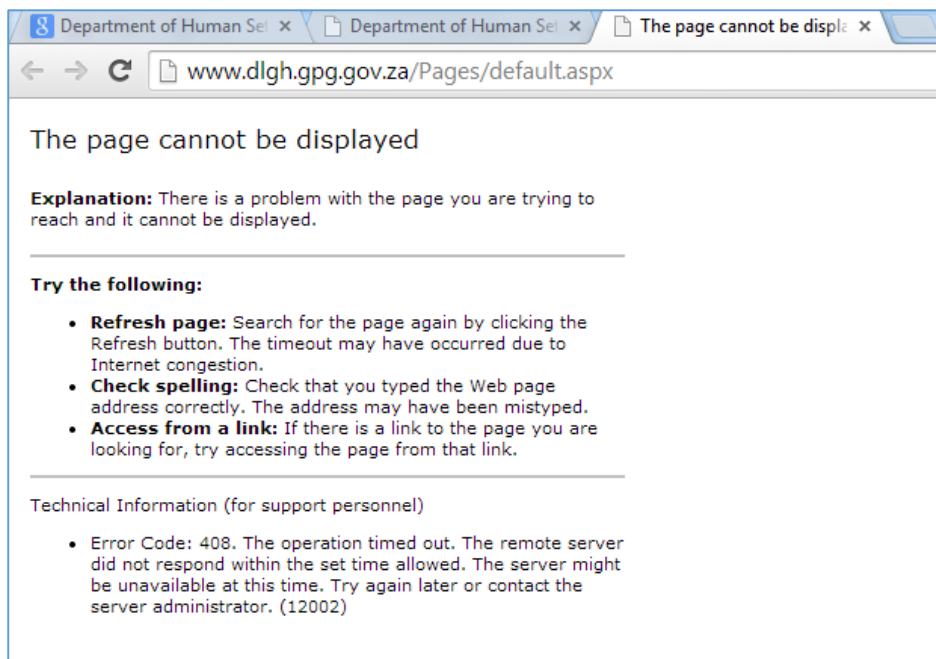 Department of Human Set
Department of Human Set
The page cannot be displa
www.dlgh.gpg.gov.za/Pages/default.aspx
The page cannot be displayed
Explanation: There is a problem with the page you are trying to
reach and it cannot be displayed.
Try the following:
• Refresh page: Search for the page again by clicking the
Refresh button. The timeout may have occurred due to
Internet congestion.
• Check spelling: Check that you typed the Web page
address correctly. The address may have been mistyped.
• Access from a link: If there is a link to the page you are
looking for, try accessing the page from that link.
Technical Information (for support personnel)
• Error Code: 408. The operation timed out. The remote server
did not respond within the set time allowed. The server might
be unavailable at this time. Try again later or contact the
server administrator. (12002)